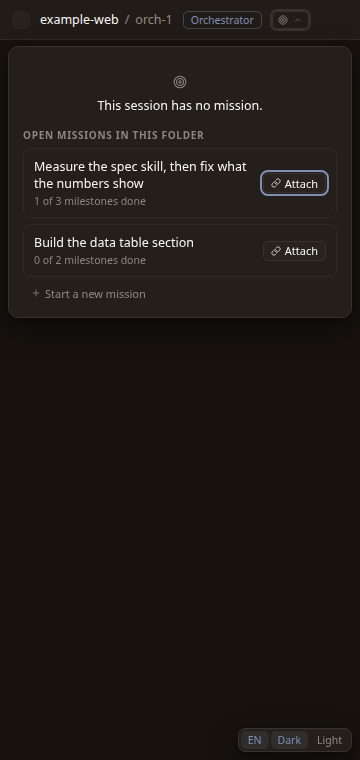 example-web / orch-1 Orchestrator
This session has no mission.
OPEN MISSIONS IN THIS FOLDER
Measure the spec skill, then fix what
the numbers show
1 of 3 milestones done
Attach
Build the data table section
0 of 2 milestones done
Attach
+ Start a new mission
EN Dark Light